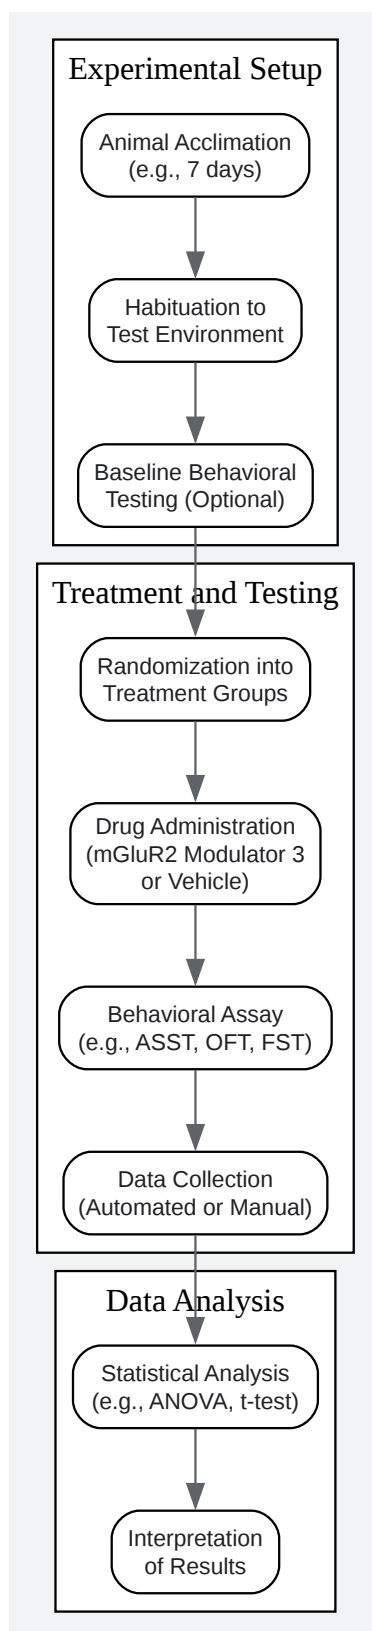 Experimental Setup
Animal Acclimation
(e.g., 7 days)
Habituation to
Test Environment
Baseline Behavioral
Testing (Optional)
Treatment and Testing
Randomization into
Treatment Groups
Drug Administration
(mGluR2 Modulator 3
or Vehicle)
Behavioral Assay
(e.g., ASST, OFT, FST)
Data Collection
(Automated or Manual)
Data Analysis
Statistical Analysis
(e.g., ANOVA, t-test)
Interpretation
of Results